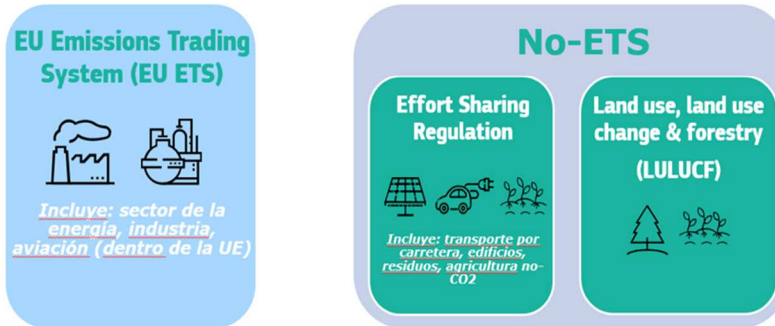 EU Emissions Trading
System (EU ETS)
Incluye: sector de la
energía, industria,
aviación (dentro de la UE)
No-ETS
Effort Sharing
Regulation
Incluye: transporte por
carretera, edificios,
residuos, agricultura no-
CO2
Land use, land use
change & forestry
(LULUCF)